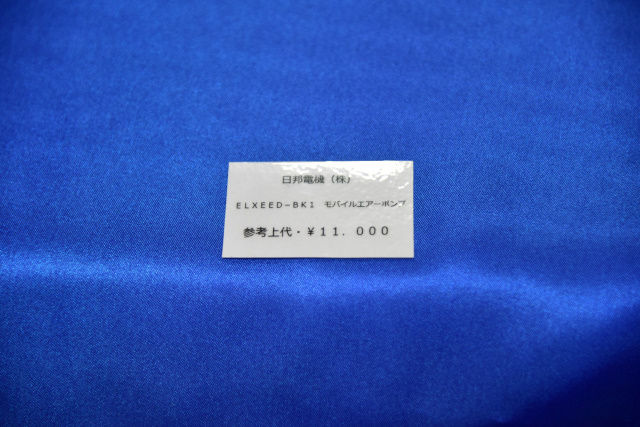 日邦電機（株）
ＥＬＸＥＥＤ－ＢＫ１　モバイルエアーポンプ
参考上代・￥１１．０００